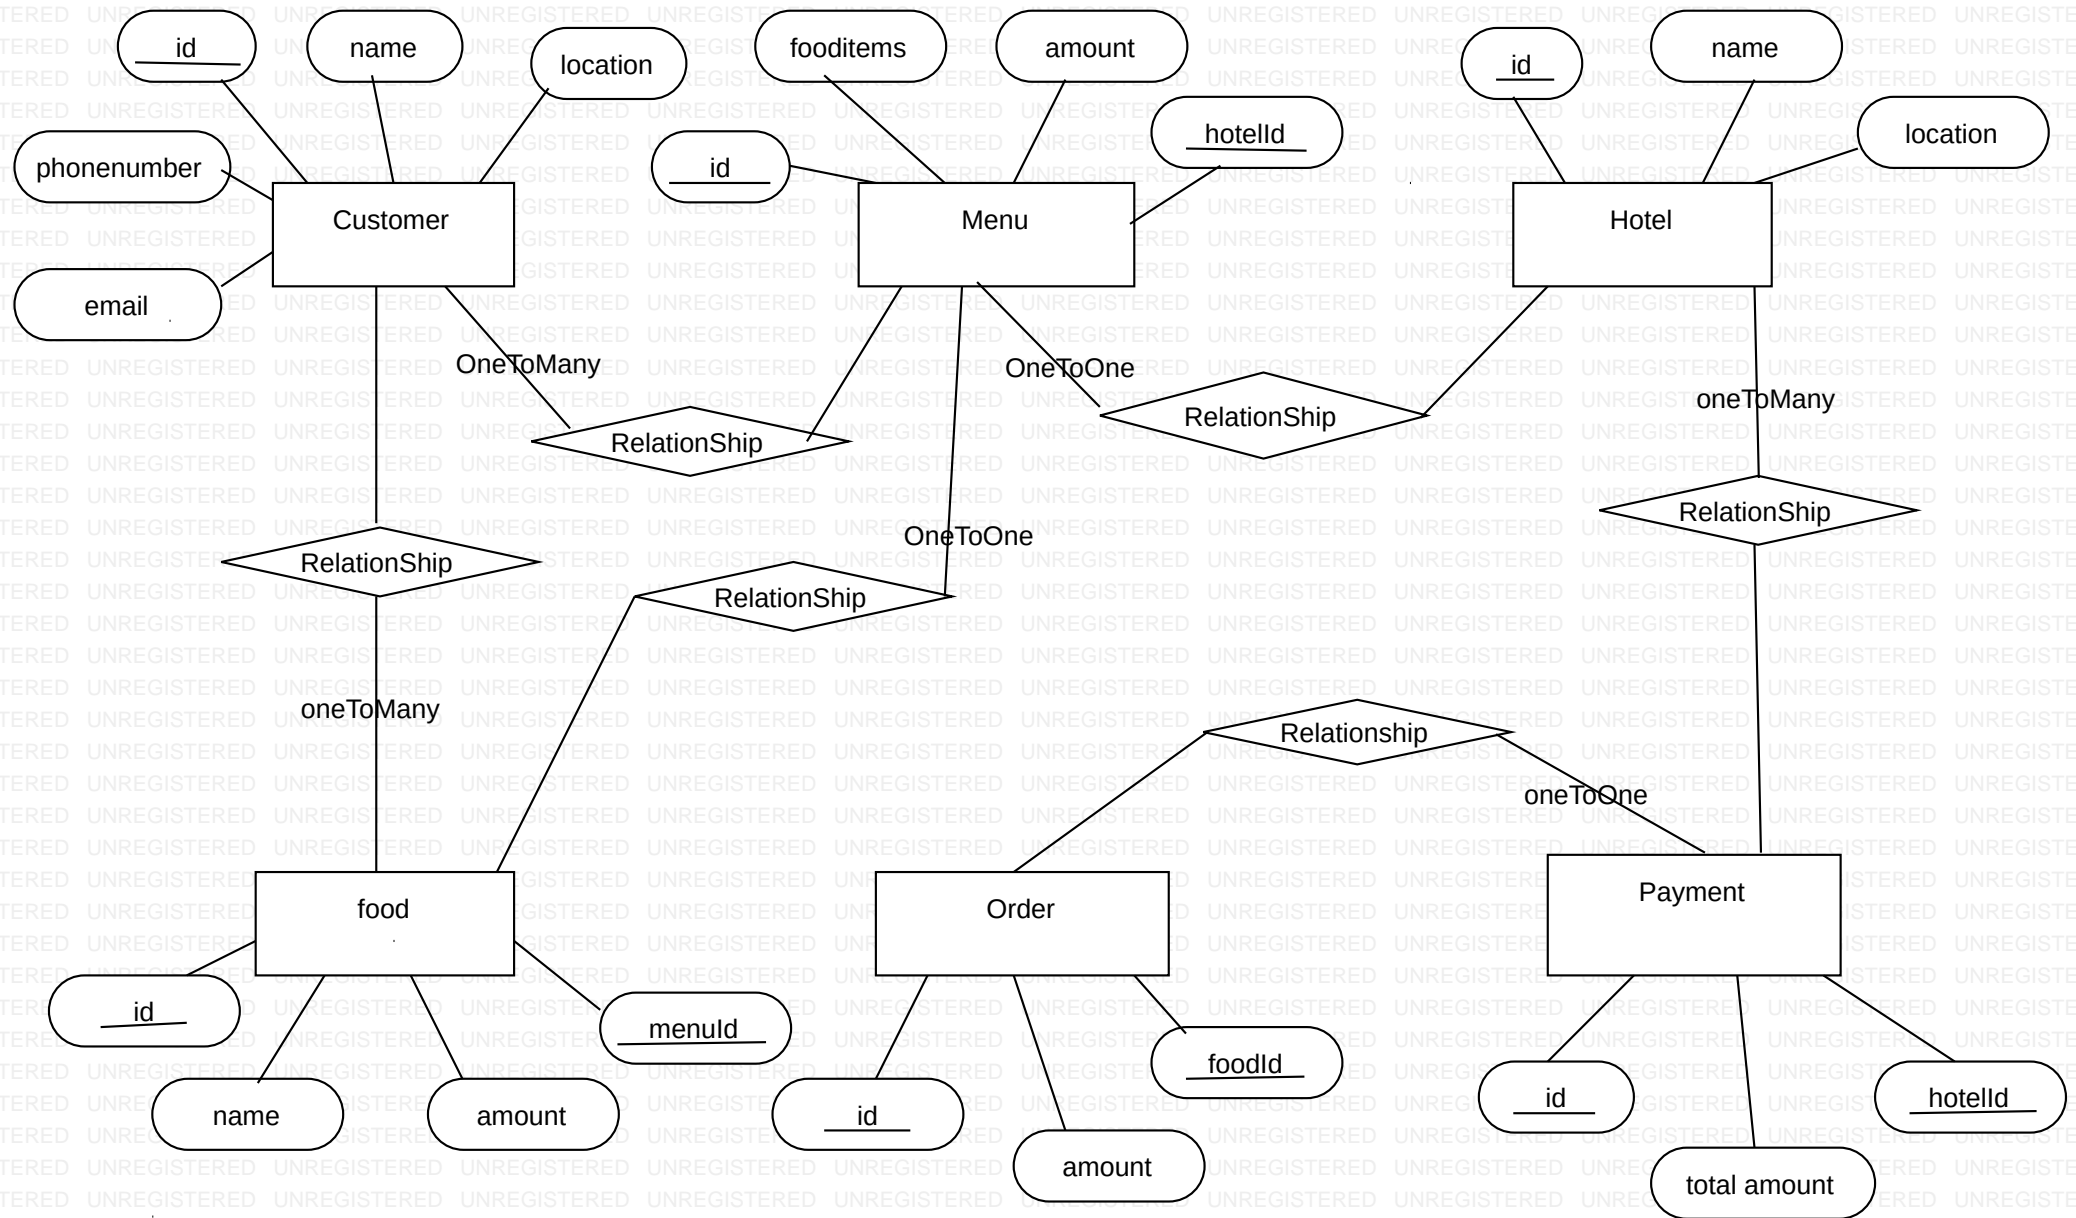 id
name
location
fooditems
amount
id
name
phonenumber
id
hotelId
location
Customer
Menu
Hotel
email
OneToMany
OneToOne
oneToMany
RelationShip
RelationShip
RelationShip
OneToOne
RelationShip
RelationShip
oneToMany
Relationship
oneToOne
food
Order
Payment
id
menuId
foodId
id
hotelId
name
amount
id
amount
total amount
UNREGISTERED